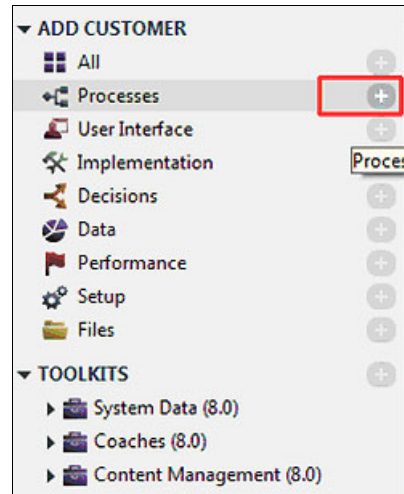 ADD CUSTOMER
All
Processes
User Interface
Implementation
Proces
Decisions
Data
Performance
Setup
Files
TOOLKITS
System Data (8.0)
Coaches (8.0)
Content Management (8.0)